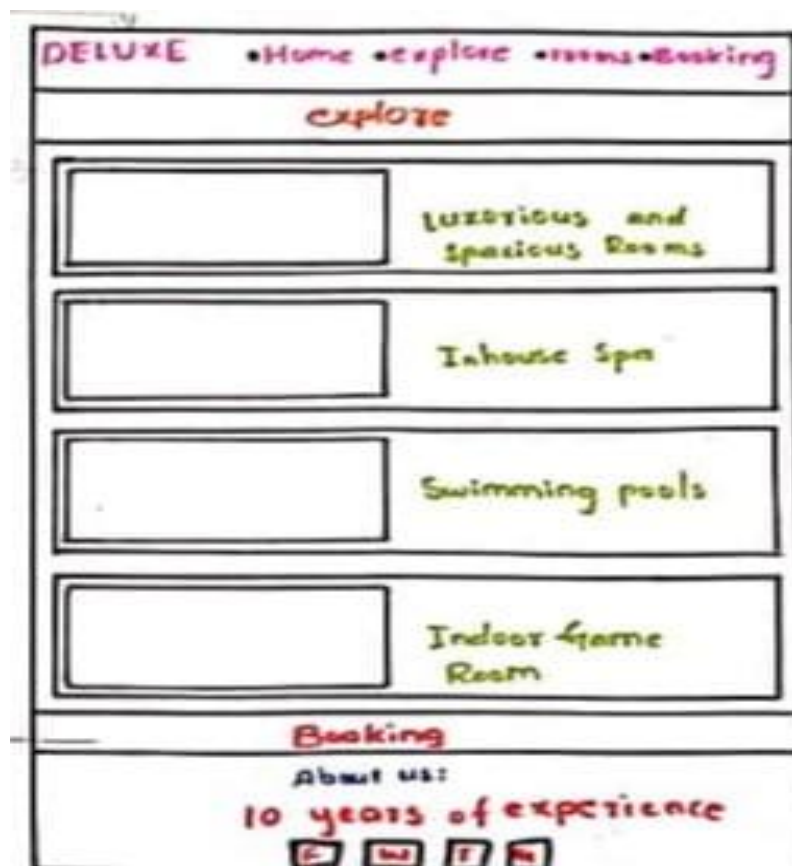 DELUXE •Home •explore •rooms •Booking
explore
Luxorious and
Spacious Rooms
Inhouse Spa
Swimming pools
Indoor Game
Room
Booking
About us:
10 years of experience